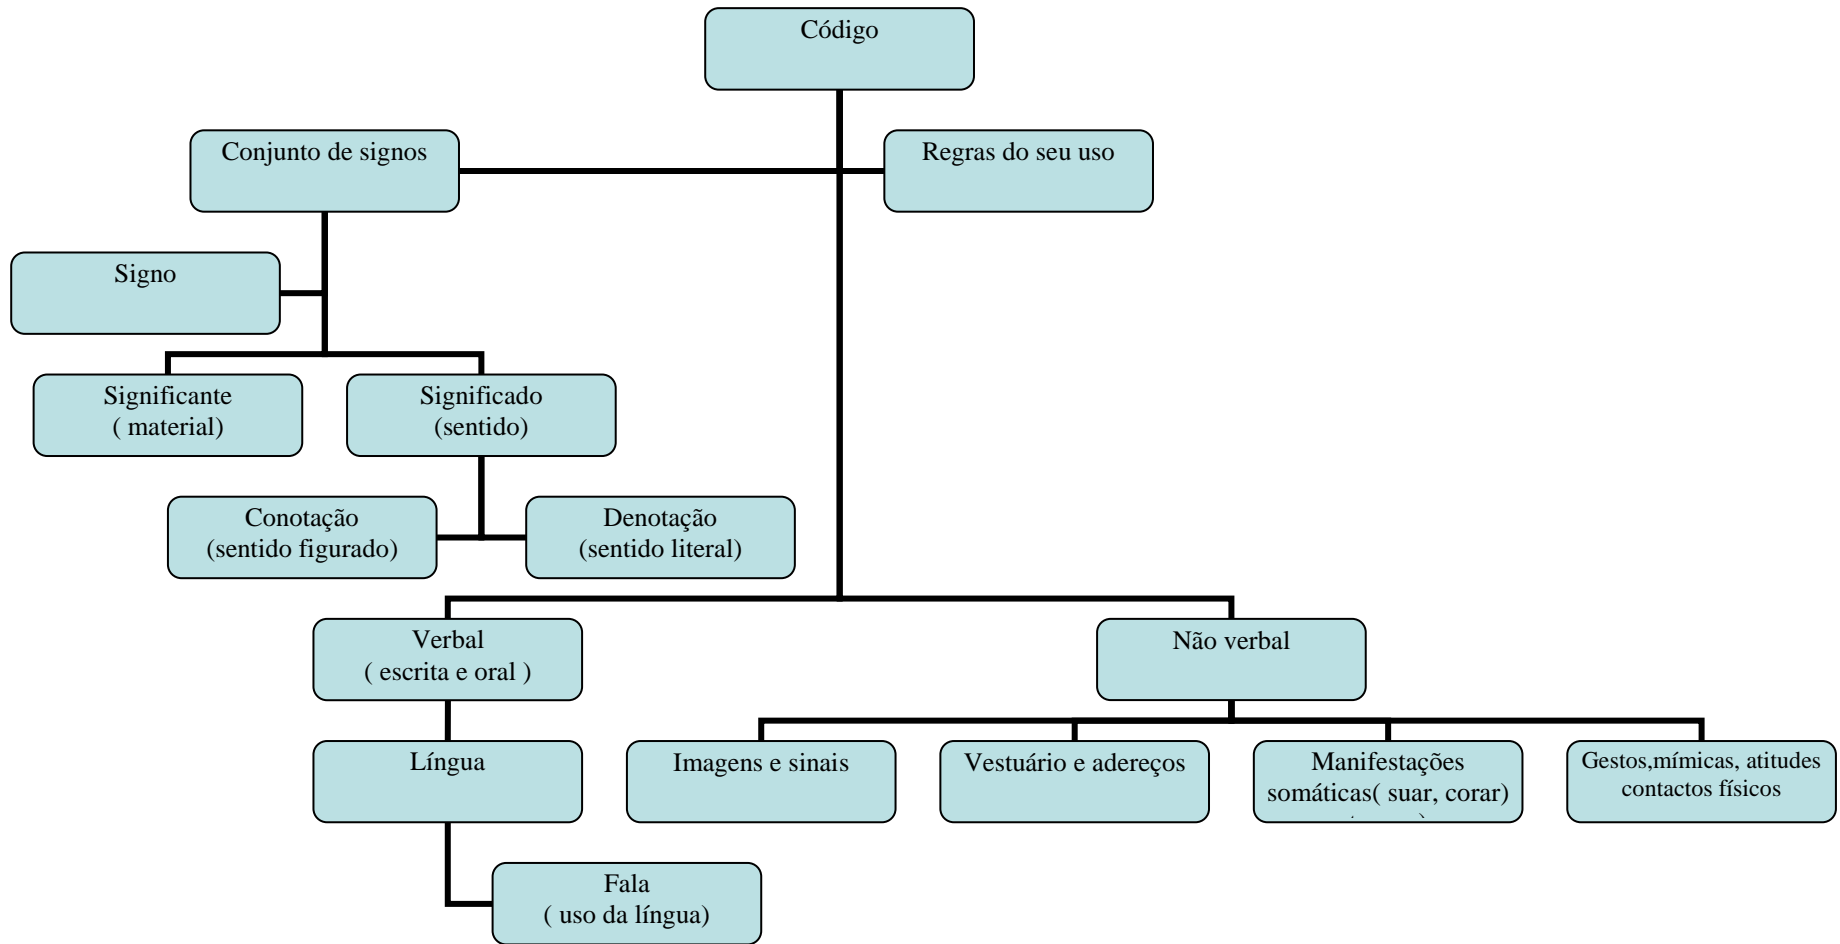 Código
Conjunto de signos
Regras do seu uso
Signo
Significante
( material)
Significado
(sentido)
Conotação
(sentido figurado)
Denotação
(sentido literal)
Verbal
( escrita e oral )
Não verbal
Língua
Imagens e sinais
Vestuário e adereços
Manifestações
somáticas( suar, corar)
Gestos,mímicas, atitudes
contactos físicos
Fala
( uso da língua)